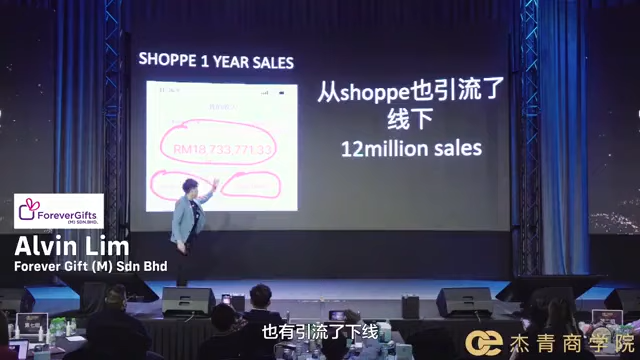 SHOPPE 1 YEAR SALES
RM18,733,771.33
从shoppe也引流了
线下
12million sales
ForeverGifts
(M) SDN.BHD.
Alvin Lim
Forever Gift (M) Sdn Bhd
也有引流了下线
杰青商学院